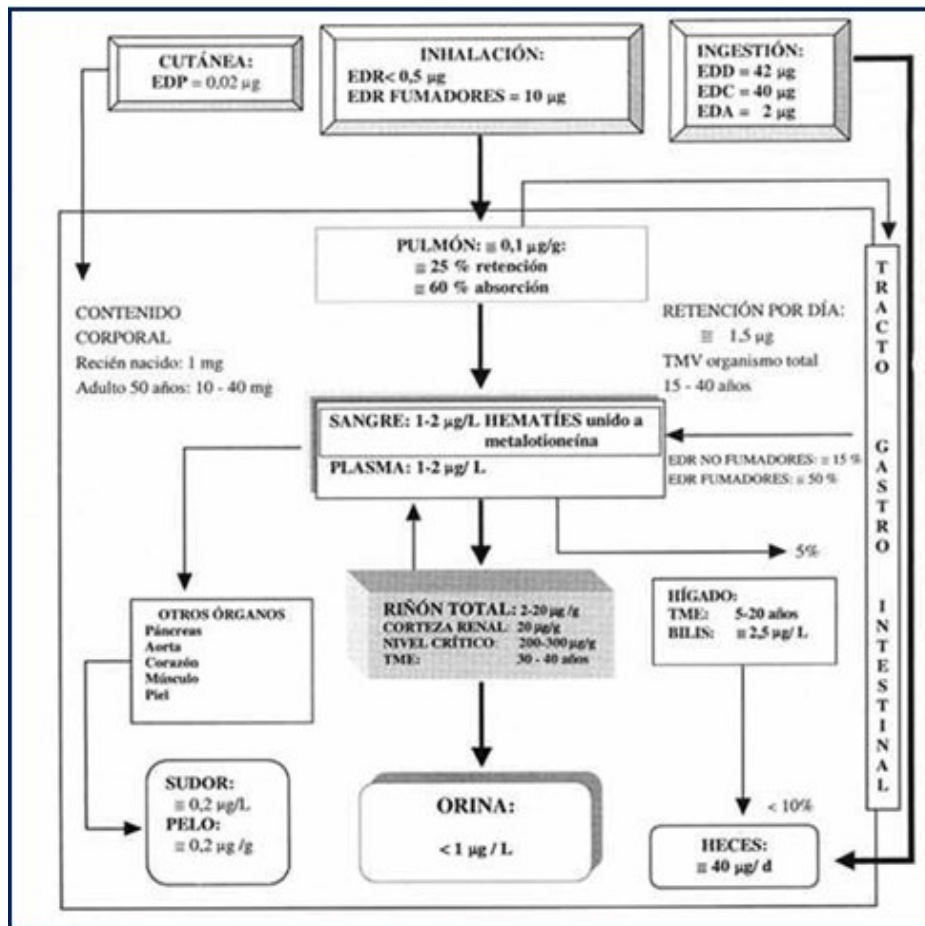 CUTÁNEA:
EDP = 0,02 µg
INHALACIÓN:
EDR< 0,5 µg
EDR FUMADORES = 10 µg
INGESTIÓN:
EDD = 42 µg
EDC = 40 µg
EDA = 2 µg
PULMÓN: ≅ 0,1 µg/g:
≅ 25 % retención
≅ 60 % absorción
CONTENIDO
CORPORAL
Recién nacido: 1 mg
Adulto 50 años: 10 - 40 mg
RETENCIÓN POR DÍA:
≅ 1,5 µg
TMV organismo total
15 - 40 años
TRACTO GASTRO INTESTINAL
SANGRE: 1-2 µg/L HEMATÍES unido a
metalotioneína
PLASMA: 1-2 µg/ L
EDR NO FUMADORES: ≅ 15 %
EDR FUMADORES: ≅ 50 %
5%
OTROS ÓRGANOS
Páncreas
Aorta
Corazón
Músculo
Piel
RIÑÓN TOTAL: 2-20 µg /g
CORTEZA RENAL: 20 µg/g
NIVEL CRÍTICO: 200-300 µg/g
TME: 30 - 40 años
HÍGADO:
TME: 5-20 años
BILIS: ≅ 2,5 µg/ L
SUDOR:
≅ 0,2 µg/L
PELO:
≅ 0,2 µg /g
ORINA:
< 1 µg / L
< 10%
HECES:
≅ 40 µg/ d